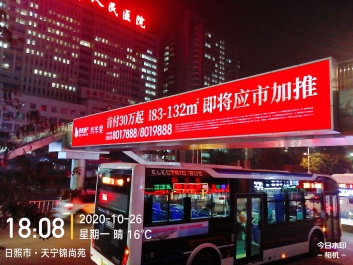 人民医院
首付30万起 183-132㎡ 即将应市加推
8017888/8019888
ELECTRIC BUS
18:08
2020-10-26
星期一 晴 16℃
日照市·天宁锦尚苑
今日水印
-相机-